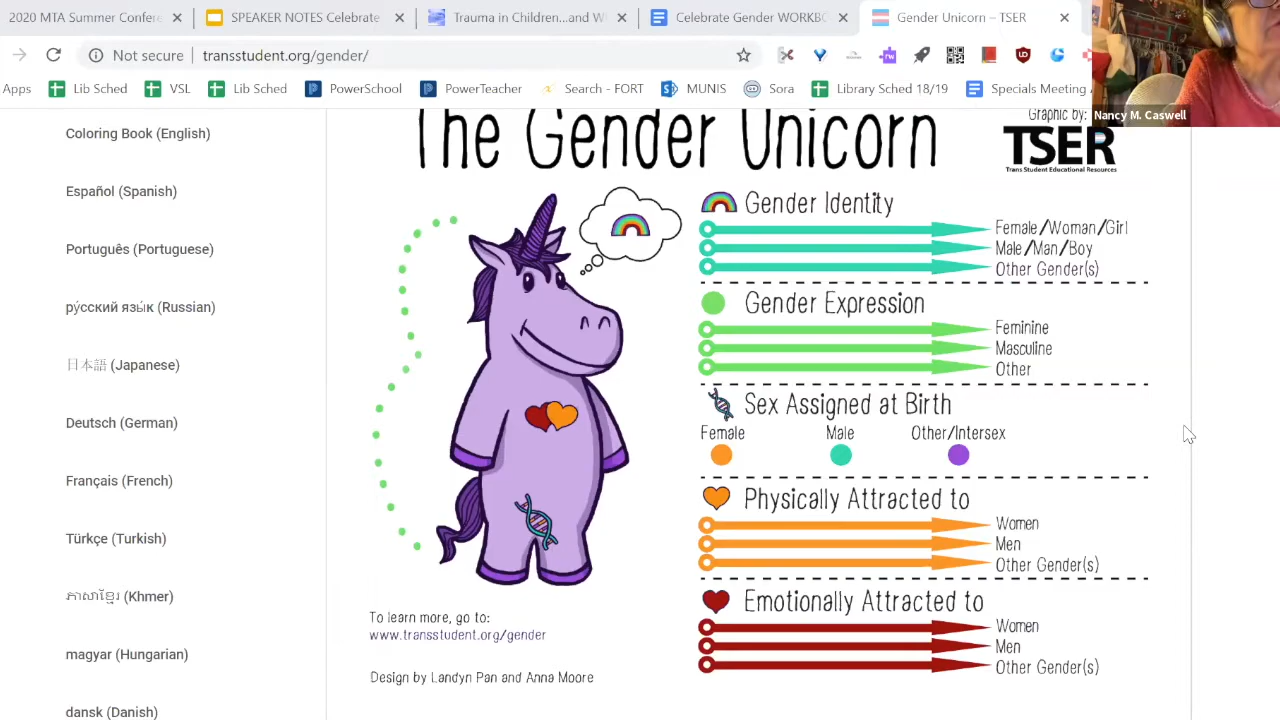 2020 MTA Summer Confere
SPEAKER NOTES Celebrate
Trauma in Children...and W
Celebrate Gender WORKBO
Gender Unicorn – TSER
Not secure
transstudent.org/gender/
Apps
Lib Sched
VSL
Lib Sched
PowerSchool
PowerTeacher
Search - FORT
MUNIS
Sora
Library Sched 18/19
Specials Meeting
Nancy M. Caswell
Coloring Book (English)
Español (Spanish)
Português (Portuguese)
ру́сский язы́к (Russian)
日本語 (Japanese)
Deutsch (German)
Français (French)
Türkçe (Turkish)
ភាសាខ្មែរ (Khmer)
magyar (Hungarian)
dansk (Danish)
The Gender Unicorn
Graphic by:
TSER
Trans Student Educational Resources
Gender Identity
Female/Woman/Girl
Male/Man/Boy
Other Gender(s)
Gender Expression
Feminine
Masculine
Other
Sex Assigned at Birth
Female Male Other/Intersex
Physically Attracted to
Women
Men
Other Gender(s)
Emotionally Attracted to
Women
Men
Other Gender(s)
To learn more, go to:
www.transstudent.org/gender
Design by Landyn Pan and Anna Moore